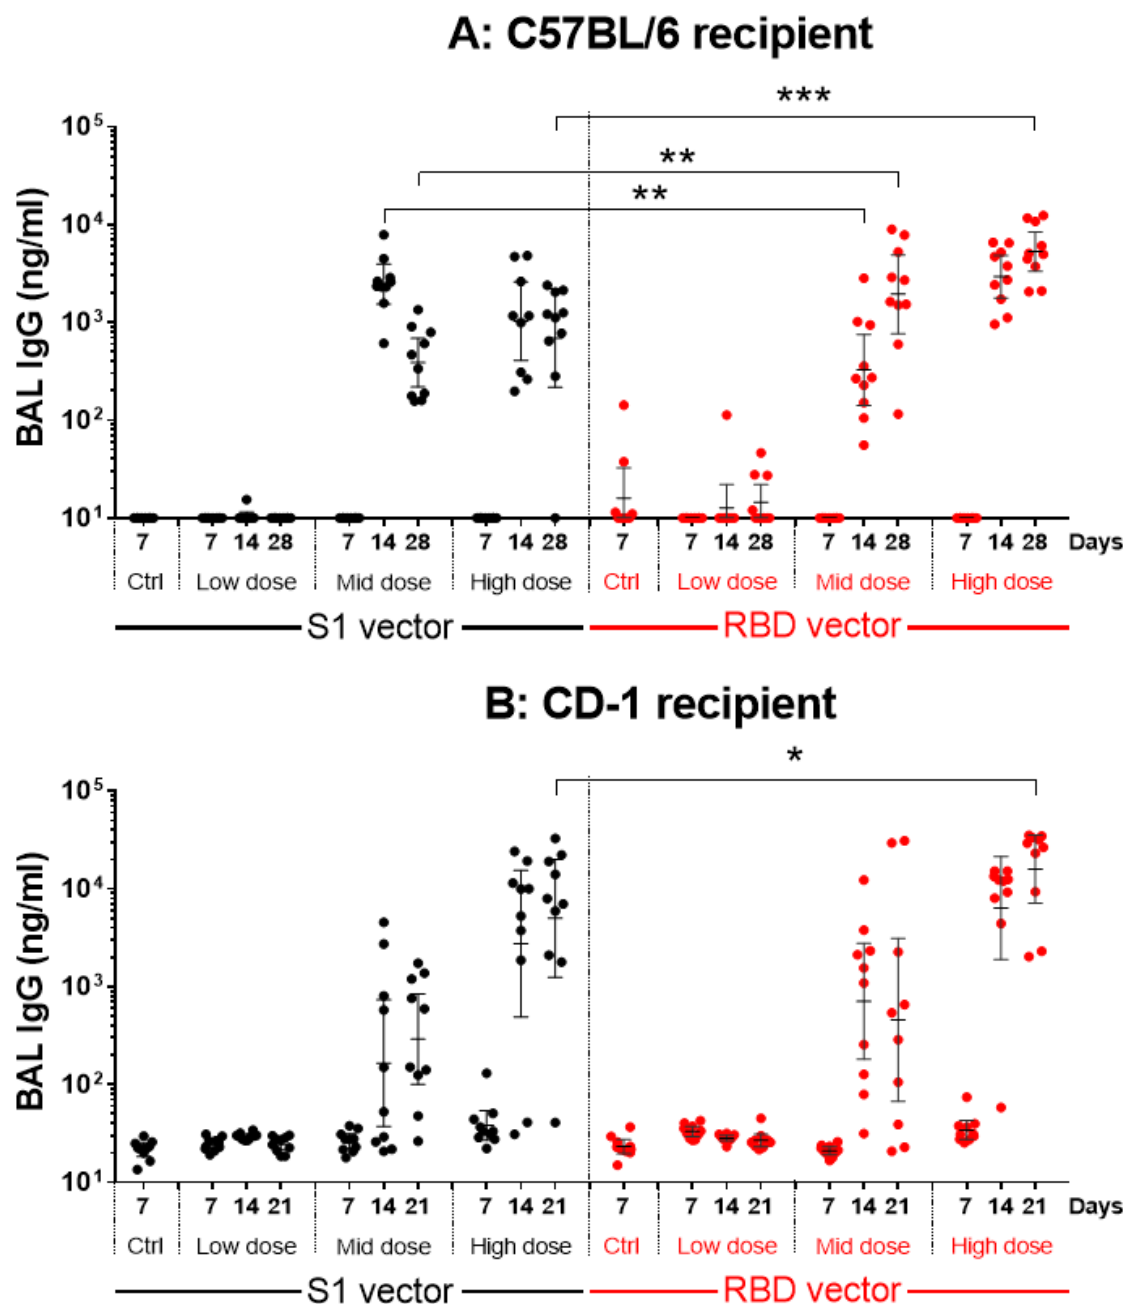 A: C57BL/6 recipient
***
**
**
BAL IgG (ng/ml)
10⁵
10⁴
10³
10²
10¹
7 7 14 28 7 14 28 7 14 28 7 7 14 28 7 14 28 7 14 28 Days
Ctrl Low dose Mid dose High dose Ctrl Low dose Mid dose High dose
S1 vector RBD vector
B: CD-1 recipient
*
BAL IgG (ng/ml)
10⁵
10⁴
10³
10²
10¹
7 7 14 21 7 14 21 7 14 21 7 7 14 21 7 14 21 7 14 21 Days
Ctrl Low dose Mid dose High dose Ctrl Low dose Mid dose High dose
S1 vector RBD vector